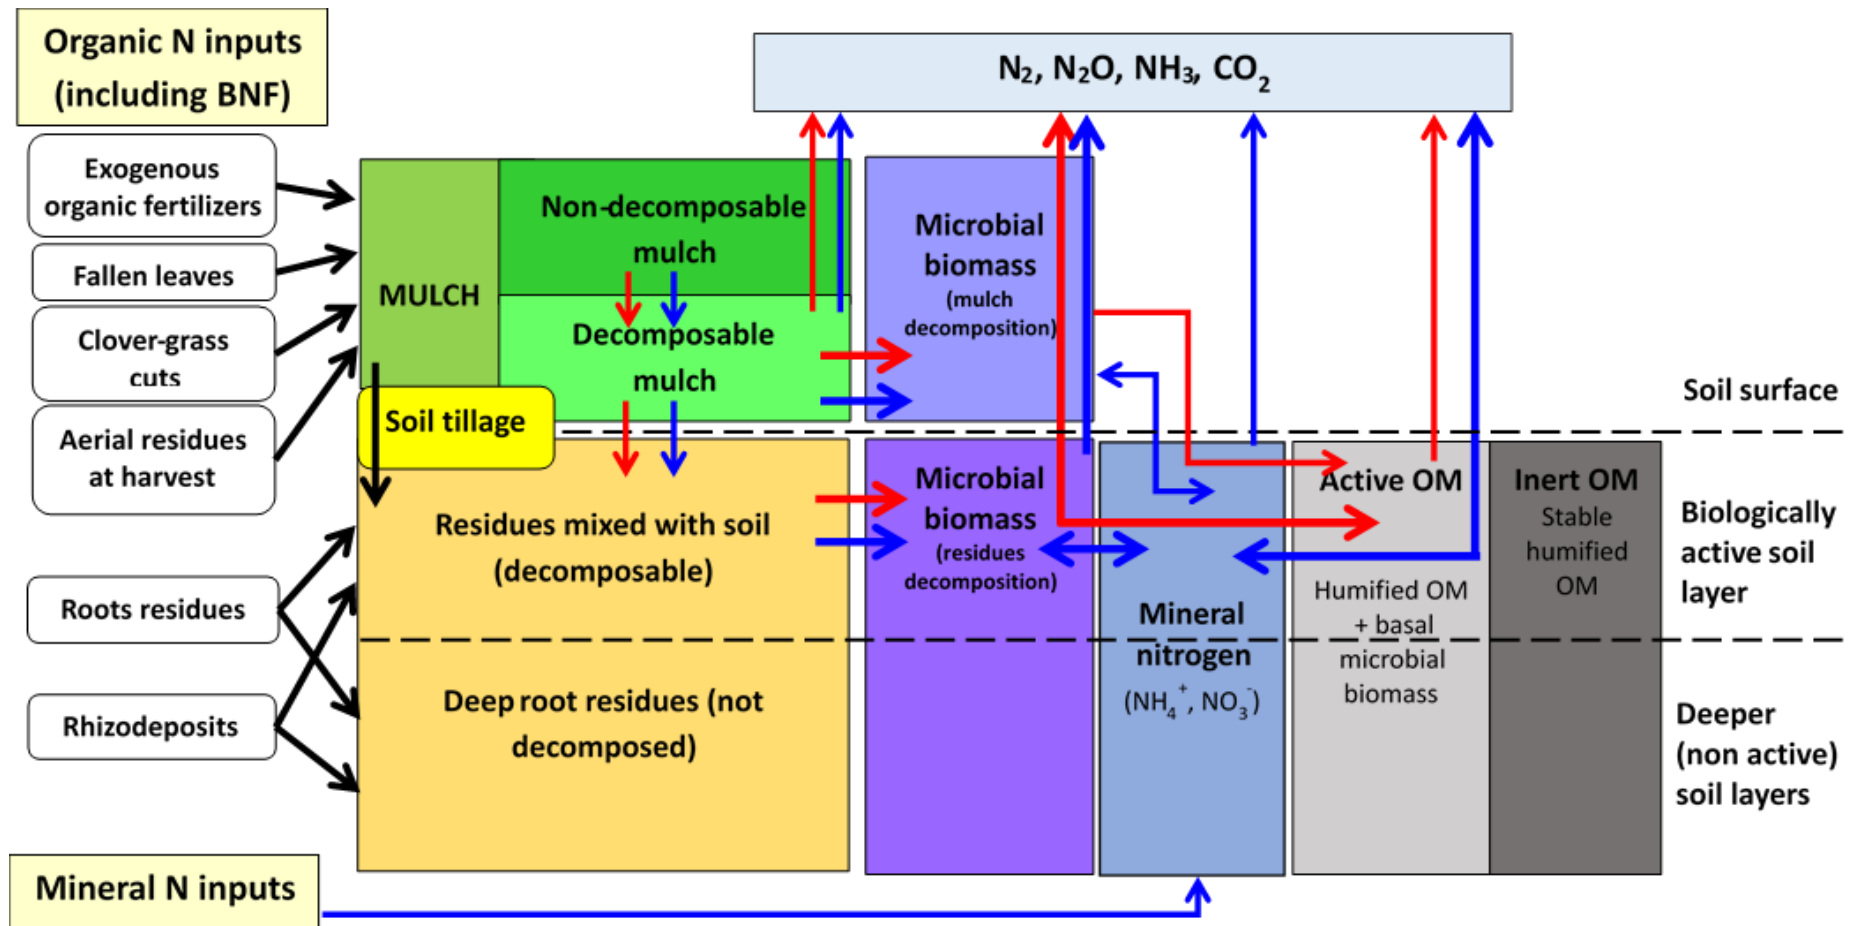 Organic N inputs
(including BNF)
N₂, N₂O, NH₃, CO₂
Exogenous
organic fertilizers
Fallen leaves
Clover-grass
cuts
Aerial residues
at harvest
Roots residues
Rhizodeposits
Mineral N inputs
MULCH
Non-decomposable
mulch
Decomposable
mulch
Soil tillage
Residues mixed with soil
(decomposable)
Deep root residues (not
decomposed)
Microbial
biomass
(mulch
decomposition)
Microbial
biomass
(residues
decomposition)
Mineral
nitrogen
(NH₄⁺, NO₃⁻)
Active OM
Humified OM
+ basal
microbial
biomass
Inert OM
Stable
humified
OM
Soil surface
Biologically
active soil
layer
Deeper
(non active)
soil layers